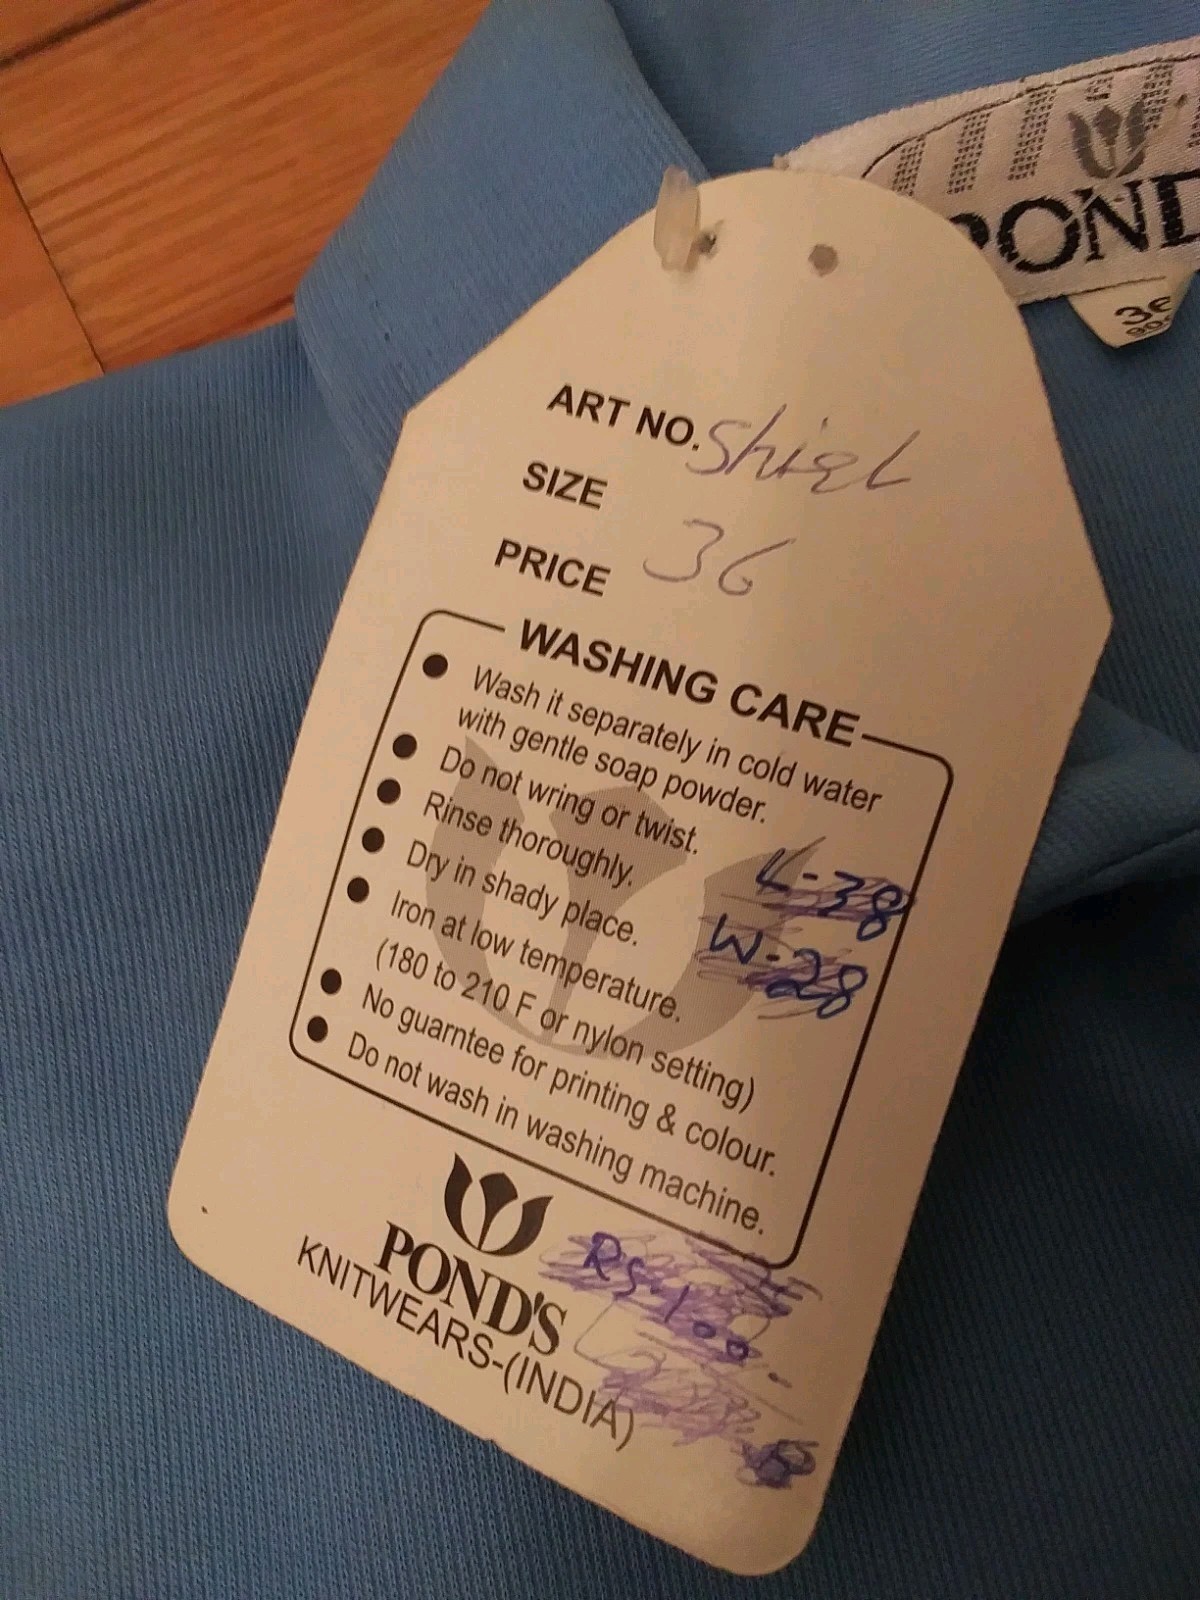 POND
36
ART NO.
SIZE 36
PRICE
WASHING CARE
Wash it separately in cold water
with gentle soap powder.
Do not wring or twist.
Rinse thoroughly.
Dry in shady place.
Iron at low temperature.
(180 to 210 F or nylon setting)
No guarntee for printing & colour.
Do not wash in washing machine.
L-38
W-28
POND'S
KNITWEARS-(INDIA)
RS-100